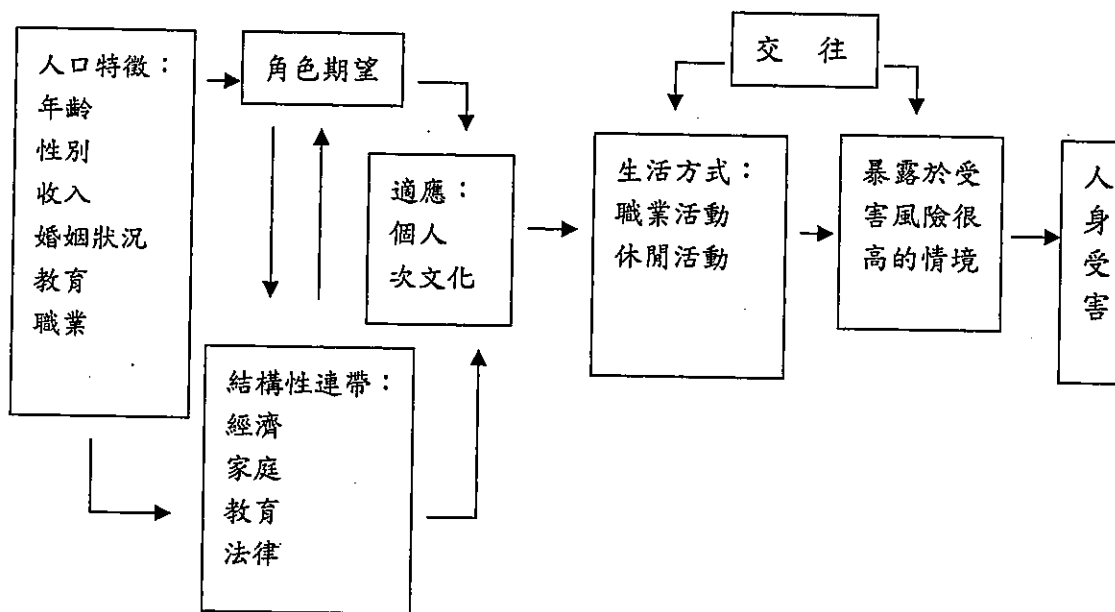 人口特徵：
年齡
性別
收入
婚姻狀況
教育
職業
角色期望
結構性連帶：
經濟
家庭
教育
法律
適應：
個人
次文化
交 往
生活方式：
職業活動
休閒活動
暴露於受
害風險很
高的情境
人
身
受
害